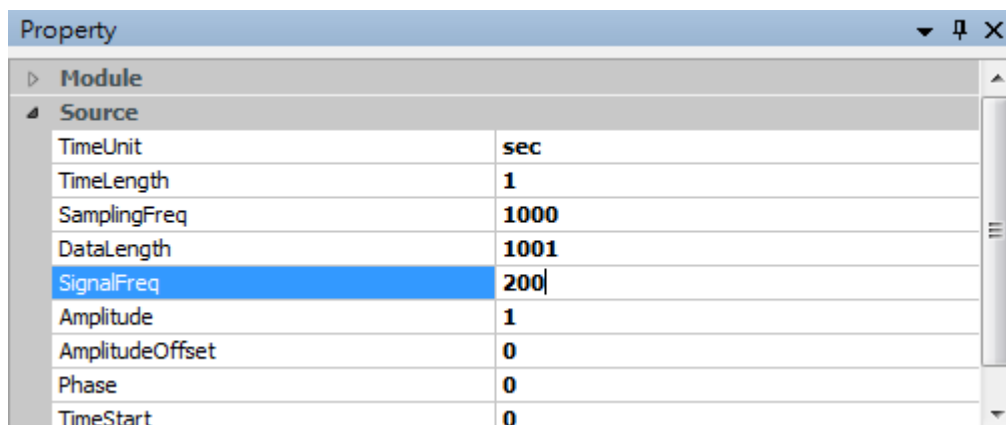 Property
Module
Source
TimeUnit sec
TimeLength 1
SamplingFreq 1000
DataLength 1001
SignalFreq 200
Amplitude 1
AmplitudeOffset 0
Phase 0
TimeStart 0